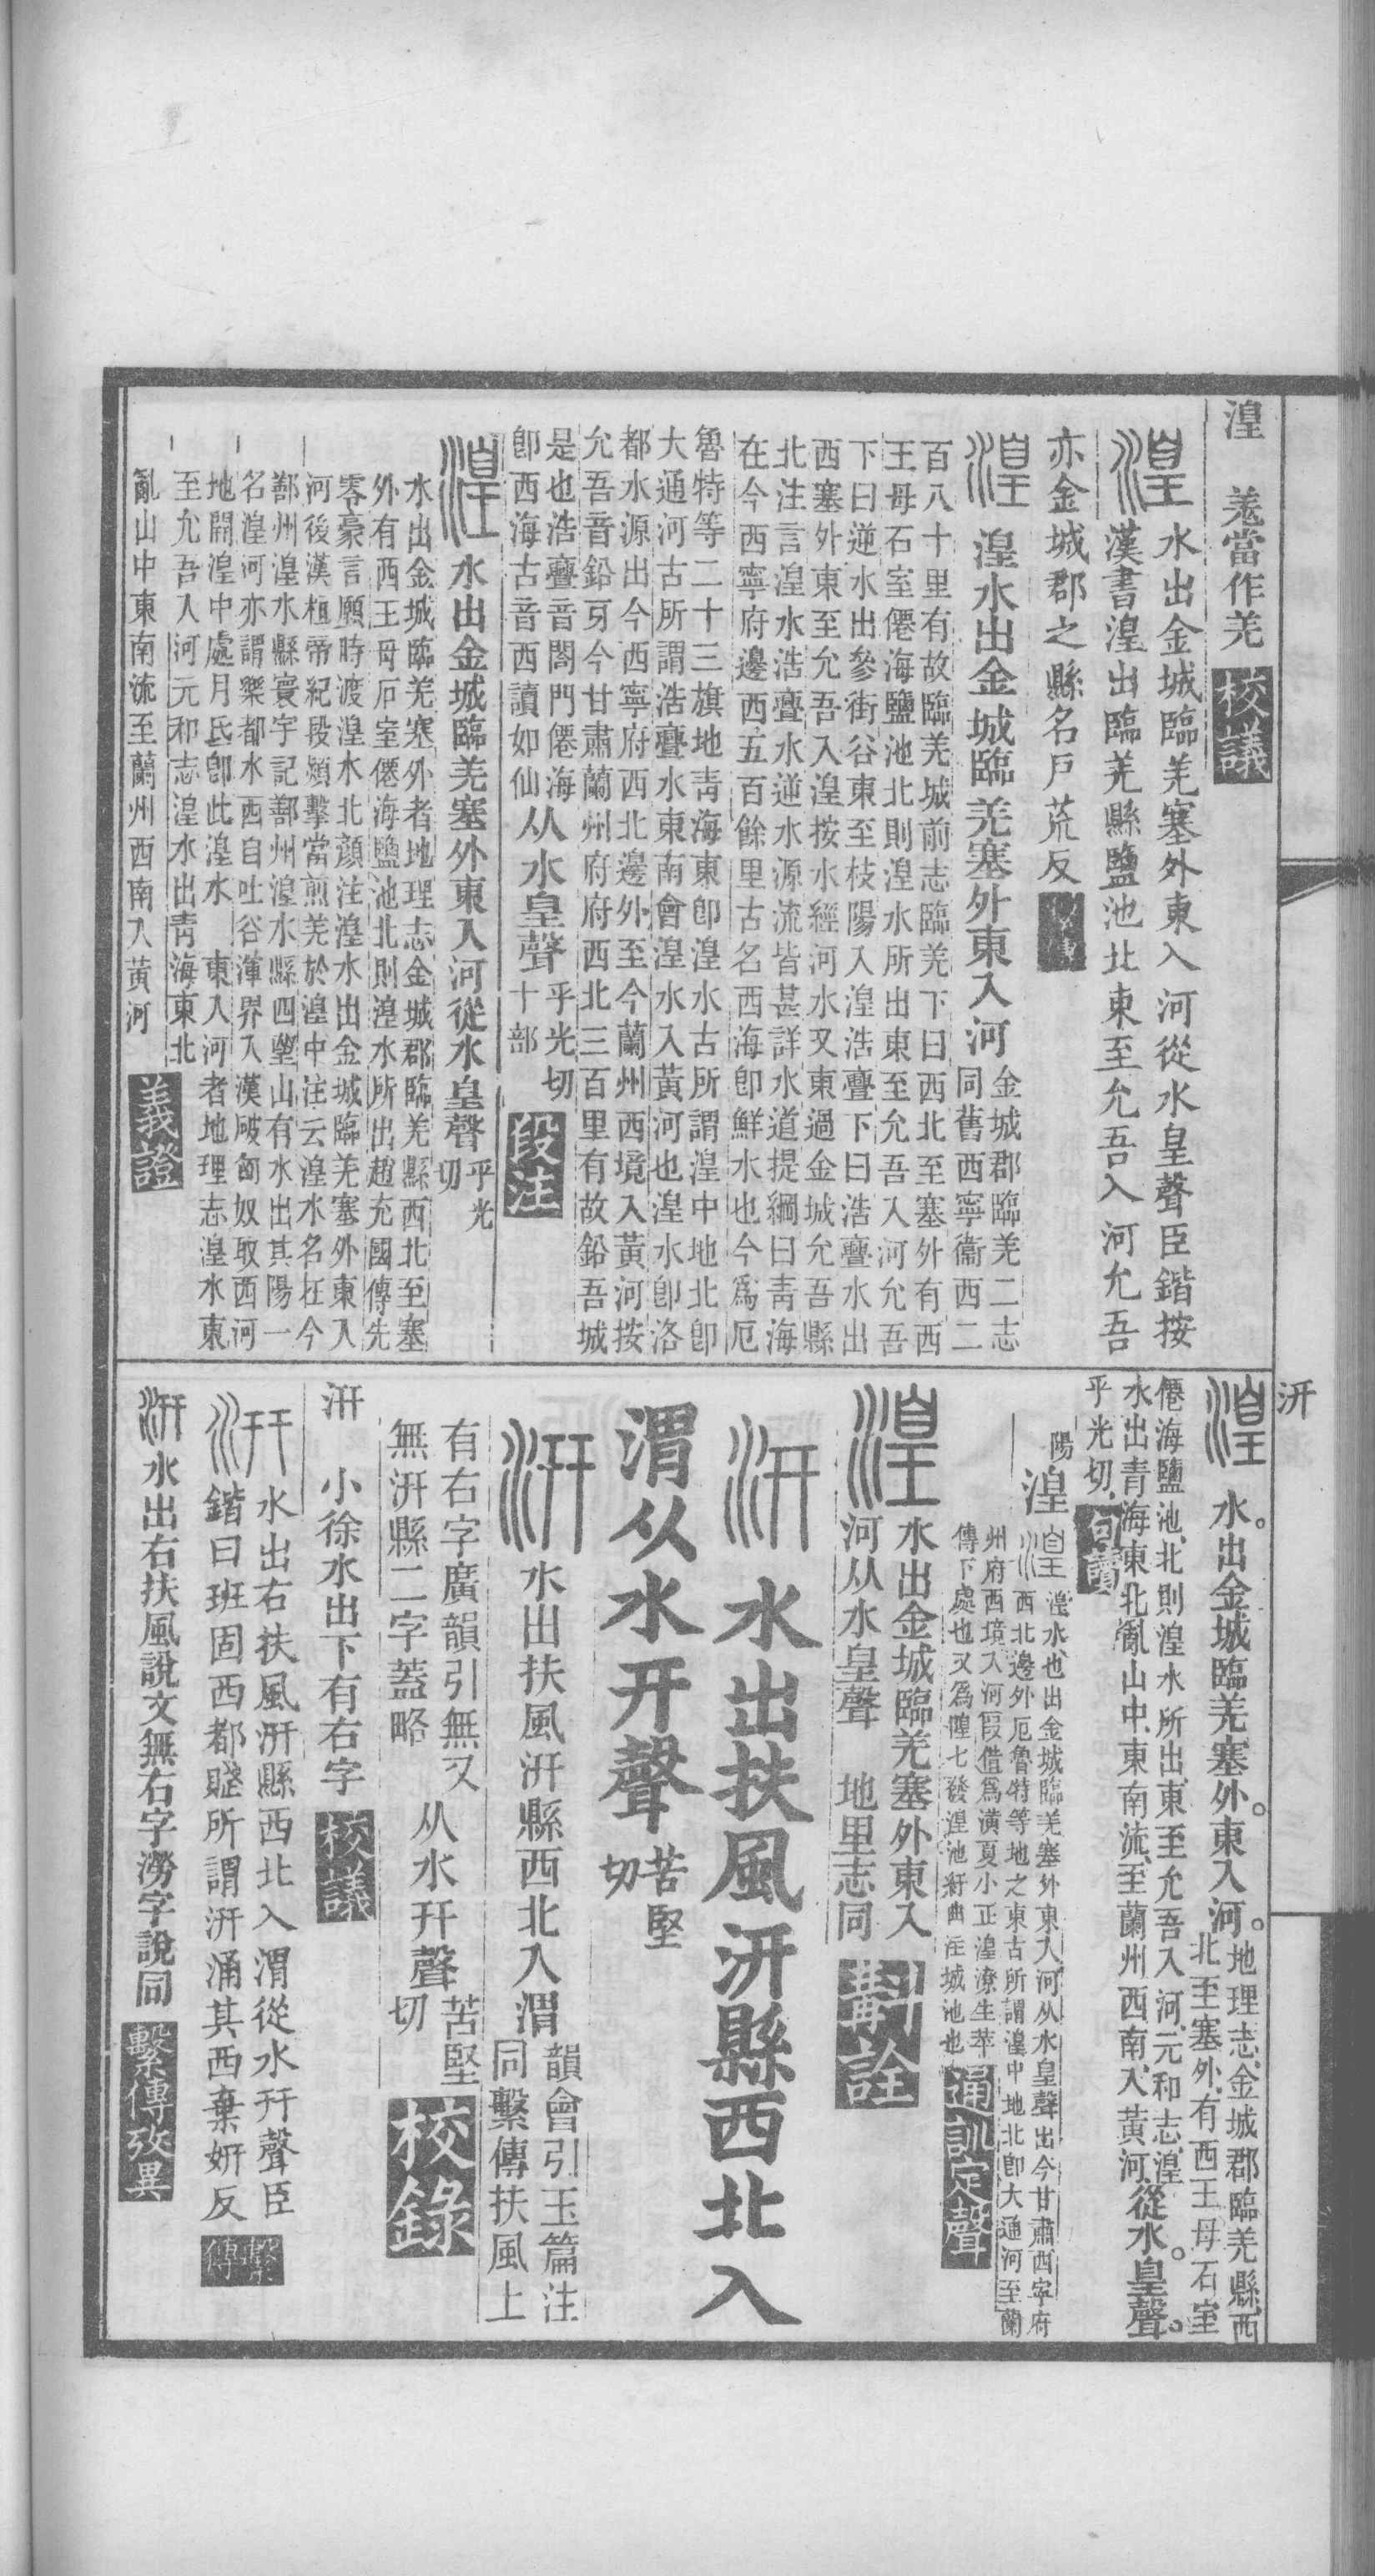 湟　羗當作羌　校議
湟　水出金城臨羌塞外東入河從水皇聲臣鍇按
漢書湟出臨羌縣鹽池北東至允吾入河允吾
亦金城郡之縣名戶荒反
湟　湟水出金城臨羌塞外東入河　金城郡臨羌二志
同舊西寧衞西二
百八十里有故臨羌城前志臨羌下曰西北至塞外有西
王母石室僊海鹽池北則湟水所出東至允吾入河允吾
下曰逆水出參街谷東至枝陽入湟浩亹下曰浩亹水出
西塞外東至允吾入湟按水經河水又東過金城允吾縣
北注言湟水浩亹水逆水源流皆甚詳水道提綱曰青海
在今西寧府邊西五百餘里古名西海卽鮮水也今爲厄
魯特等二十三旗地青海東卽湟水古所謂湟中地北卽
大通河古所謂浩亹水東南會湟水入黃河也湟水卽洛
都水源出今西寧府西北邊外至今蘭州西境入黃河按
允吾音鉛牙今甘肅蘭州府府西北三百里有故鉛吾城
是也浩亹音閤門僊海
卽西海古音西讀如仙　从水皇聲　乎光切
十部　段注
湟　水出金城臨羌塞外東入河從水皇聲　乎光
切
水出金城臨羌塞外者地理志金城郡臨羌縣西北至塞
外有西王母石室僊海鹽池北則湟水所出趙充國傳先
零豪言願時渡湟水北顔注湟水出金城臨羌塞外東入
河後漢桓帝紀段熲擊當煎羌於湟中注云湟水名在今
鄯州湟水縣寰宇記鄯州湟水縣四望山有水出其陽一
名湟河亦謂樂都水西自吐谷渾界入漢破匈奴取西河
地開湟中處月氏卽此湟水　東入河者地理志湟水東
至允吾入河元和志湟水出青海東北
亂山中東南流至蘭州西南入黃河　義證
湟　水出金城臨羌塞外東入河　地理志金城郡臨羌縣西
北至塞外有西王母石室
僊海鹽池北則湟水所出東至允吾入河元和志湟
水出青海東北亂山中東南流至蘭州西南入黃河　從水皇聲
乎光切　句讀
陽　湟　湟水也出金城臨羌塞外東入河从水皇聲出今甘肅西寧府
西北邊外厄魯特等地之東古所謂湟中地北卽大通河至蘭
州府西境入河　叚借爲潢夏小正湟潦生苹
傳下處也又爲隍七發湟池紆曲注城池也　通訓定聲
湟　水出金城臨羌塞外東入
河从水皇聲　地里志同　詮
汧　水出扶風汧縣西北入
渭从水幵聲　苦堅
切
汧　水出扶風汧縣西北入渭　韻會引玉篇注
同繫傳扶風上
有右字廣韻引無又
無汧縣二字蓋略　从水幵聲　苦堅
切　校錄
汧　小徐水出下有右字　校議
汧　水出右扶風汧縣西北入渭從水幵聲臣
鍇曰班固西都賦所謂汧涌其西棄妍反　繫傳
汧　水出右扶風說文無右字澇字說同　繫傳攷異
汧